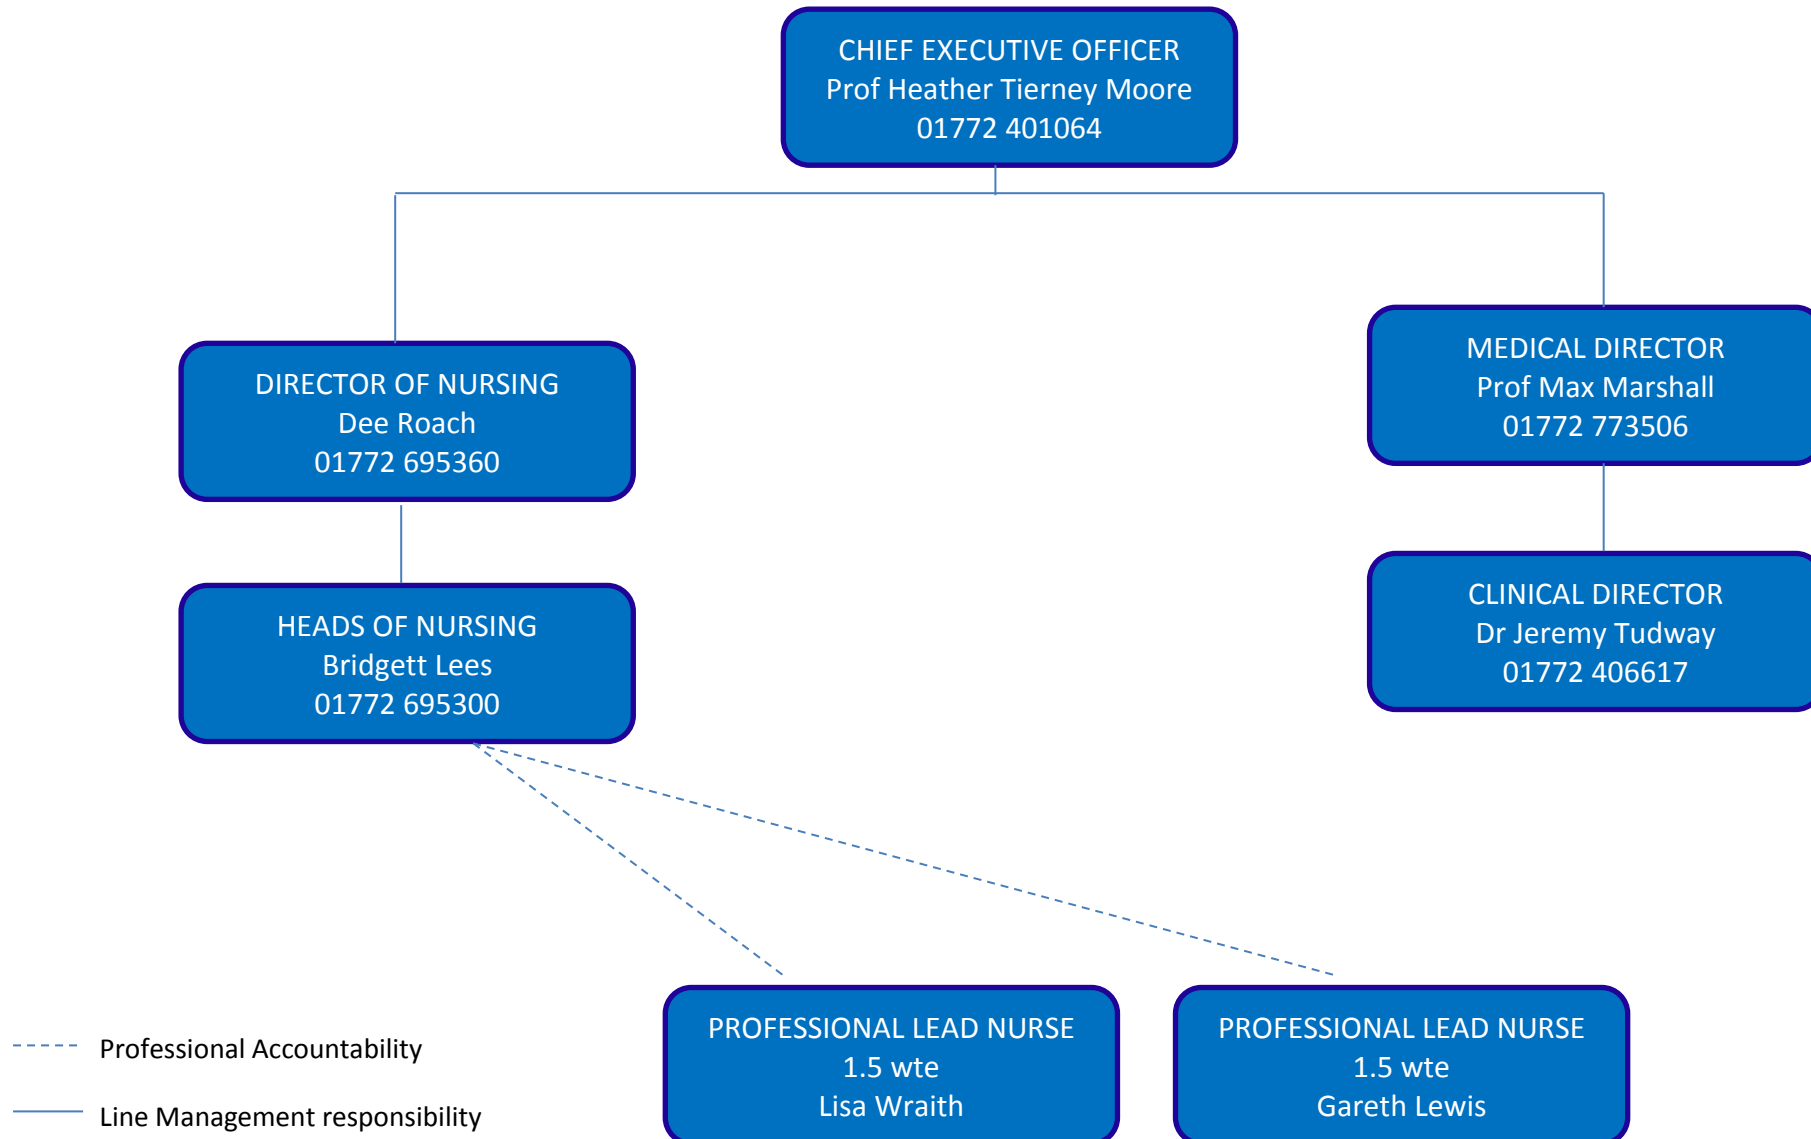 CHIEF EXECUTIVE OFFICER
Prof Heather Tierney Moore
01772 401064
DIRECTOR OF NURSING
Dee Roach
01772 695360
MEDICAL DIRECTOR
Prof Max Marshall
01772 773506
HEADS OF NURSING
Bridgett Lees
01772 695300
CLINICAL DIRECTOR
Dr Jeremy Tudway
01772 406617
PROFESSIONAL LEAD NURSE
1.5 wte
Lisa Wraith
PROFESSIONAL LEAD NURSE
1.5 wte
Gareth Lewis
Professional Accountability
Line Management responsibility